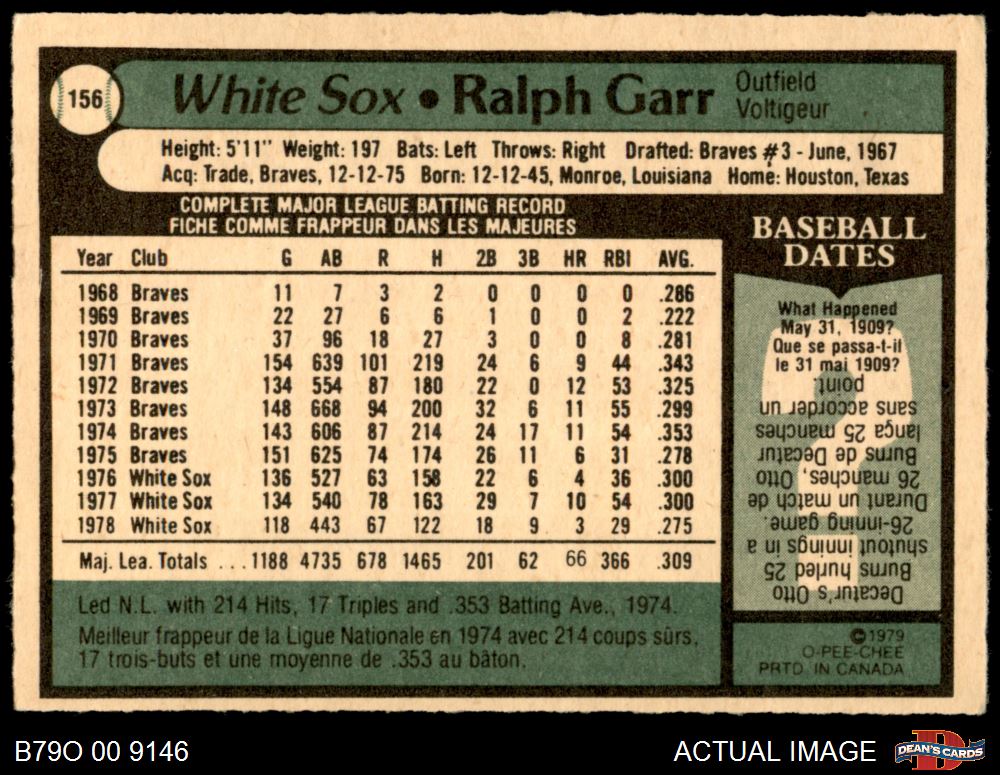 156
White Sox • Ralph Garr
Outfield
Voltigeur
Height: 5'11" Weight: 197 Bats: Left Throws: Right Drafted: Braves #3 - June, 1967
Acq: Trade, Braves, 12-12-75 Born: 12-12-45, Monroe, Louisiana Home: Houston, Texas
COMPLETE MAJOR LEAGUE BATTING RECORD
FICHE COMME FRAPPEUR DANS LES MAJEURES
Year Club G AB R H 2B 3B HR RBI AVG.
1968 Braves 11 7 3 2 0 0 0 0 .286
1969 Braves 22 27 6 6 1 0 0 2 .222
1970 Braves 37 96 18 27 3 0 0 8 .281
1971 Braves 154 639 101 219 24 6 9 44 .343
1972 Braves 134 554 87 180 22 0 12 53 .325
1973 Braves 148 668 94 200 32 6 11 55 .299
1974 Braves 143 606 87 214 24 17 11 54 .353
1975 Braves 151 625 74 174 26 11 6 31 .278
1976 White Sox 136 527 63 158 22 6 4 36 .300
1977 White Sox 134 540 78 163 29 7 10 54 .300
1978 White Sox 118 443 67 122 18 9 3 29 .275
Maj. Lea. Totals ...1188 4735 678 1465 201 62 66 366 .309
Led N.L. with 214 Hits, 17 Triples and .353 Batting Ave., 1974.
Meilleur frappeur de la Ligue Nationale en 1974 avec 214 coups sûrs,
17 trois-buts et une moyenne de .353 au bâton.
BASEBALL
DATES
What Happened
May 31, 1909?
Que se passa-t-il
le 31 mai 1909?
Decatur's Otto
Burns hurled 25
shutout innings in a
26-inning game.
Durant un match de
26 manches, Otto
Burns de Decatur
lança 25 manches
sans accorder un
point.
©1979
O-PEE-CHEE
PRTD. IN CANADA
B79O 00 9146
ACTUAL IMAGE
DEAN'S CARDS